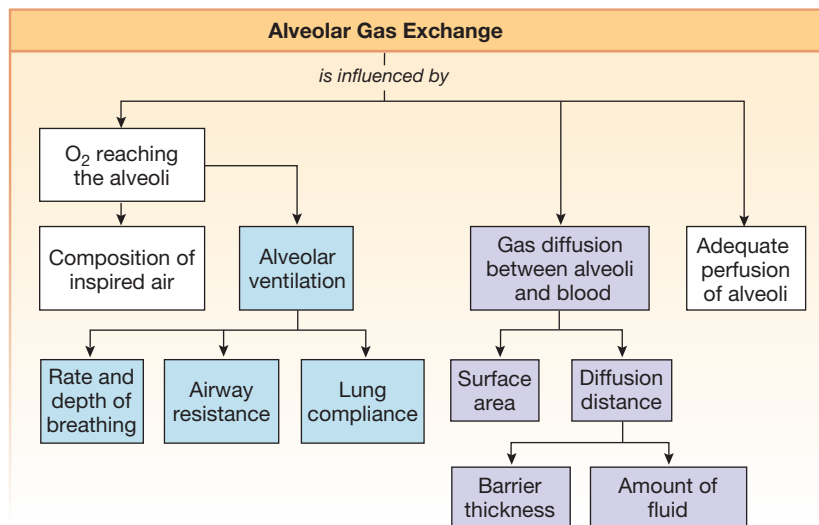 Alveolar Gas Exchange
is influenced by
O₂ reaching
the alveoli
Composition of
inspired air
Alveolar
ventilation
Gas diffusion
between alveoli
and blood
Adequate
perfusion
of alveoli
Rate and
depth of
breathing
Airway
resistance
Lung
compliance
Surface
area
Diffusion
distance
Barrier
thickness
Amount of
fluid